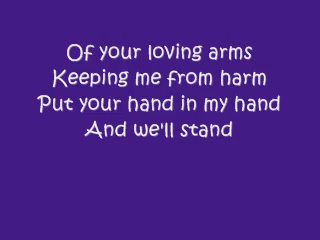 Of your loving arms
Keeping me from harm
Put your hand in my hand
And we'll stand